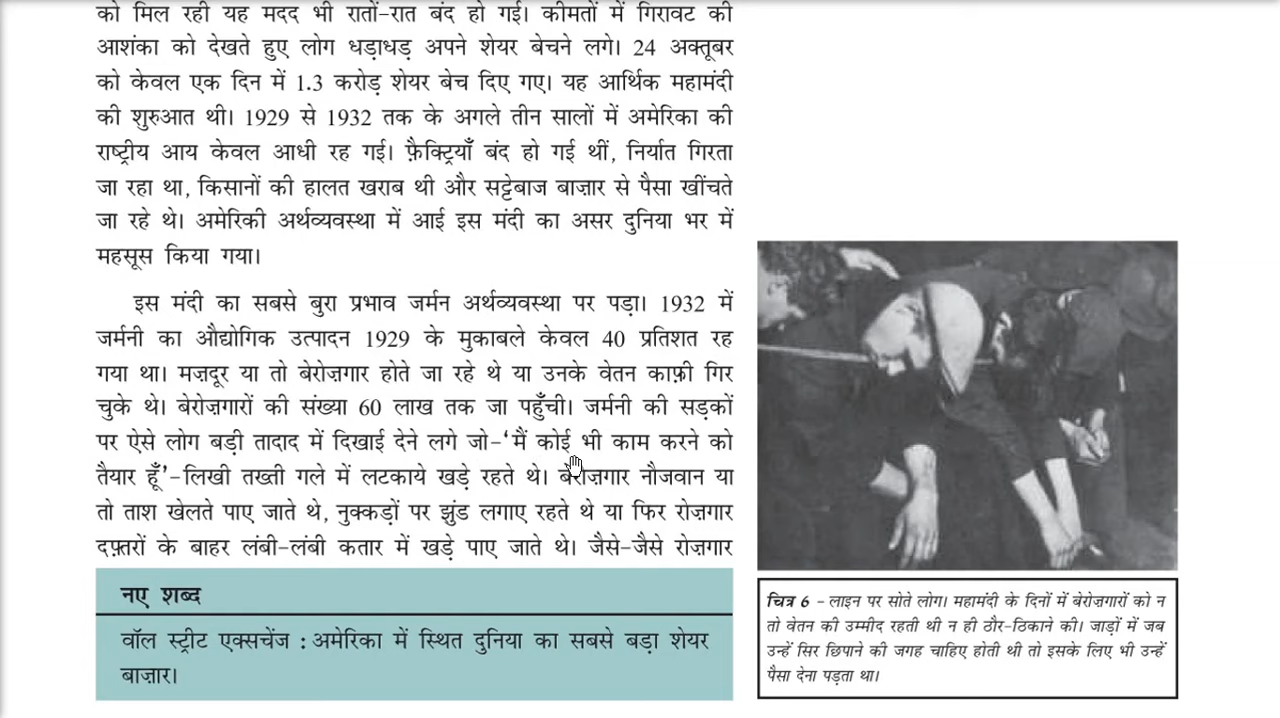 को मिल रही यह मदद भी रातों-रात बंद हो गई। कीमतों में गिरावट की
आशंका को देखते हुए लोग धड़ाधड़ अपने शेयर बेचने लगे। 24 अक्तूबर
को केवल एक दिन में 1.3 करोड़ शेयर बेच दिए गए। यह आर्थिक महामंदी
की शुरुआत थी। 1929 से 1932 तक के अगले तीन सालों में अमेरिका की
राष्ट्रीय आय केवल आधी रह गई। फ़ैक्ट्रियाँ बंद हो गई थीं, निर्यात गिरता
जा रहा था, किसानों की हालत खराब थी और सट्टेबाज बाज़ार से पैसा खींचते
जा रहे थे। अमेरिकी अर्थव्यवस्था में आई इस मंदी का असर दुनिया भर में
महसूस किया गया।
इस मंदी का सबसे बुरा प्रभाव जर्मन अर्थव्यवस्था पर पड़ा। 1932 में
जर्मनी का औद्योगिक उत्पादन 1929 के मुकाबले केवल 40 प्रतिशत रह
गया था। मज़दूर या तो बेरोज़गार होते जा रहे थे या उनके वेतन काफ़ी गिर
चुके थे। बेरोज़गारों की संख्या 60 लाख तक जा पहुँची। जर्मनी की सड़कों
पर ऐसे लोग बड़ी तादाद में दिखाई देने लगे जो-‘मैं कोई भी काम करने को
तैयार हूँ’-लिखी तख्ती गले में लटकाये खड़े रहते थे। बेरोज़गार नौजवान या
तो ताश खेलते पाए जाते थे, नुक्कड़ों पर झुंड लगाए रहते थे या फिर रोज़गार
दफ़्तरों के बाहर लंबी-लंबी कतार में खड़े पाए जाते थे। जैसे-जैसे रोज़गार
नए शब्द
वॉल स्ट्रीट एक्सचेंज : अमेरिका में स्थित दुनिया का सबसे बड़ा शेयर
बाज़ार।
चित्र 6 - लाइन पर सोते लोग। महामंदी के दिनों में बेरोज़गारों को न
तो वेतन की उम्मीद रहती थी न ही ठौर-ठिकाने की। जाड़ों में जब
उन्हें सिर छिपाने की जगह चाहिए होती थी तो इसके लिए भी उन्हें
पैसा देना पड़ता था।